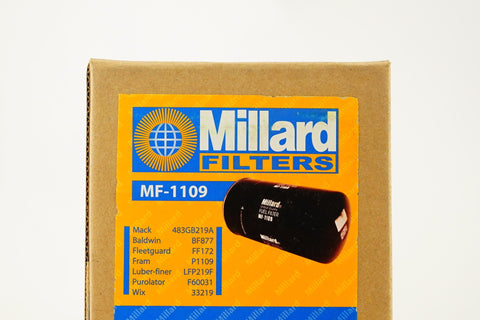 Millard
FILTERS
MF-1109
Mack 483GB219A
Baldwin BF877
Fleetguard FF172
Fram P1109
Luber-finer LFP219F
Purolator F60031
Wix 33219
Millard
FUEL FILTER
MF-1109
Millard